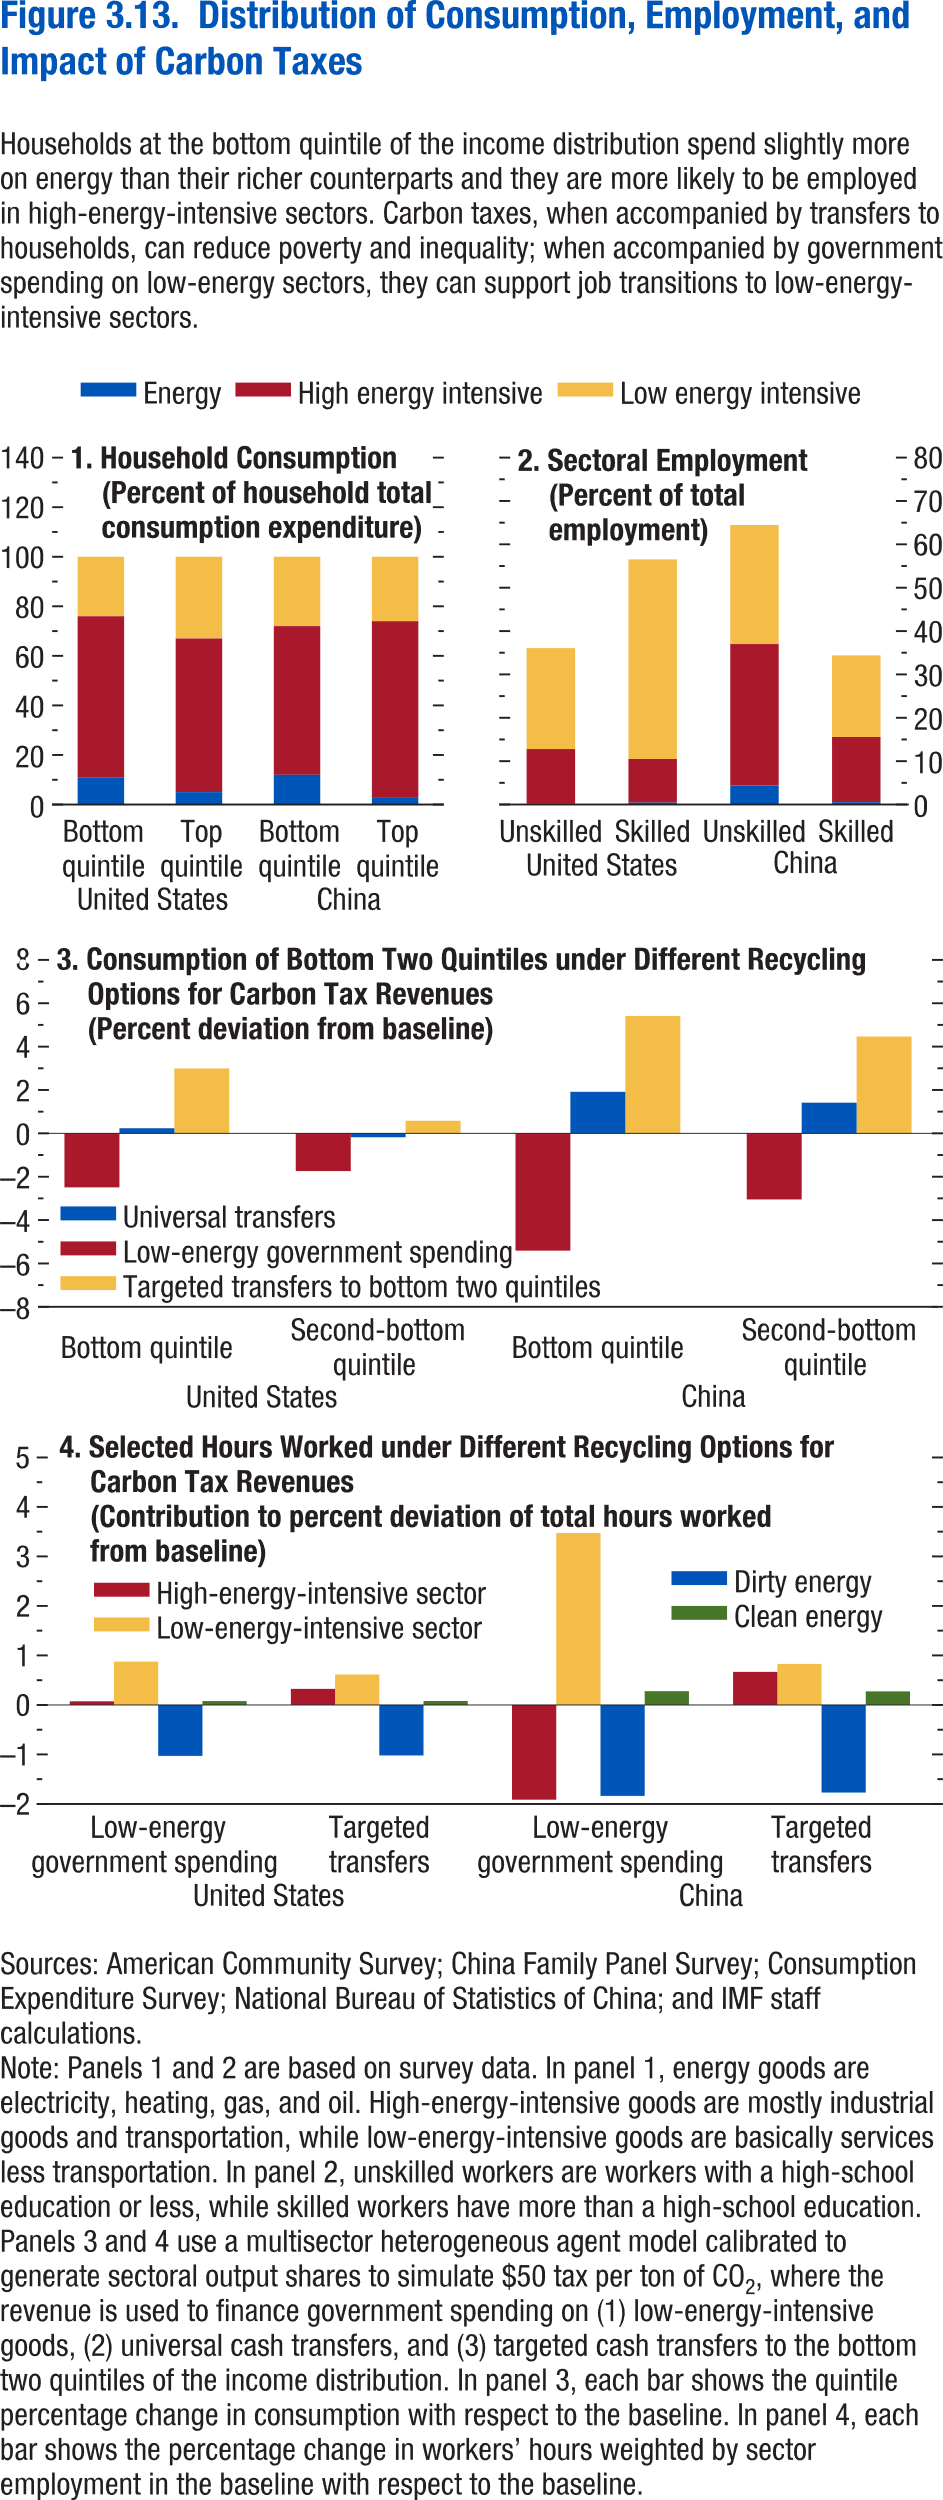 Figure 3.13.  Distribution of Consumption, Employment, and
Impact of Carbon Taxes
Households at the bottom quintile of the income distribution spend slightly more
on energy than their richer counterparts and they are more likely to be employed
in high-energy-intensive sectors. Carbon taxes, when accompanied by transfers to
households, can reduce poverty and inequality; when accompanied by government
spending on low-energy sectors, they can support job transitions to low-energy-
intensive sectors.
Energy High energy intensive Low energy intensive
1. Household Consumption
(Percent of household total
consumption expenditure)
140
120
100
80
60
40
20
0
Bottom quintile
Top quintile
Bottom quintile
Top quintile
United States China
2. Sectoral Employment
(Percent of total
employment)
80
70
60
50
40
30
20
10
0
Unskilled Skilled Unskilled Skilled
United States China
3. Consumption of Bottom Two Quintiles under Different Recycling
Options for Carbon Tax Revenues
(Percent deviation from baseline)
8
6
4
2
0
–2
–4
–6
–8
Universal transfers
Low-energy government spending
Targeted transfers to bottom two quintiles
Bottom quintile
Second-bottom quintile
Bottom quintile
Second-bottom quintile
United States China
4. Selected Hours Worked under Different Recycling Options for
Carbon Tax Revenues
(Contribution to percent deviation of total hours worked
from baseline)
5
4
3
2
1
0
–1
–2
High-energy-intensive sector
Low-energy-intensive sector
Dirty energy
Clean energy
Low-energy government spending
Targeted transfers
Low-energy government spending
Targeted transfers
United States China
Sources: American Community Survey; China Family Panel Survey; Consumption
Expenditure Survey; National Bureau of Statistics of China; and IMF staff
calculations.
Note: Panels 1 and 2 are based on survey data. In panel 1, energy goods are
electricity, heating, gas, and oil. High-energy-intensive goods are mostly industrial
goods and transportation, while low-energy-intensive goods are basically services
less transportation. In panel 2, unskilled workers are workers with a high-school
education or less, while skilled workers have more than a high-school education.
Panels 3 and 4 use a multisector heterogeneous agent model calibrated to
generate sectoral output shares to simulate $50 tax per ton of CO2, where the
revenue is used to finance government spending on (1) low-energy-intensive
goods, (2) universal cash transfers, and (3) targeted cash transfers to the bottom
two quintiles of the income distribution. In panel 3, each bar shows the quintile
percentage change in consumption with respect to the baseline. In panel 4, each
bar shows the percentage change in workers’ hours weighted by sector
employment in the baseline with respect to the baseline.